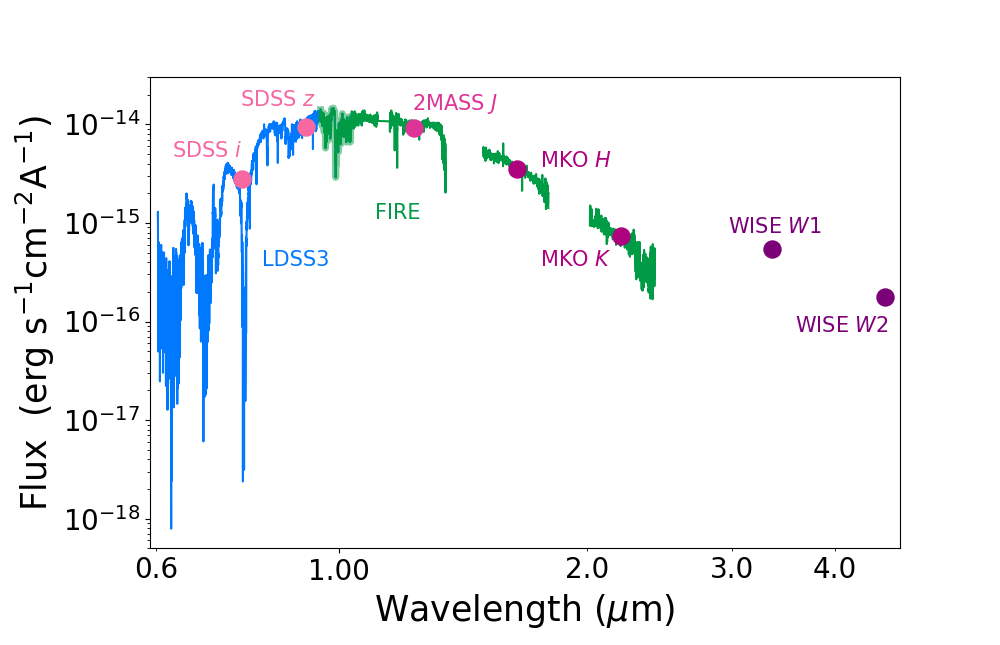 SDSS z
2MASS J
SDSS i
MKO H
FIRE
WISE W1
LDSS3
MKO K
WISE W2
10⁻¹⁴
10⁻¹⁵
10⁻¹⁶
10⁻¹⁷
10⁻¹⁸
Flux (erg s⁻¹cm⁻²A⁻¹)
0.6 1.00 2.0 3.0 4.0
Wavelength (μm)